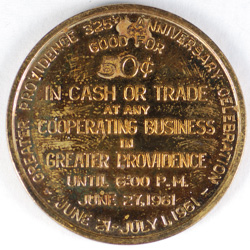 GREATER PROVIDENCE 325TH ANNIVERSARY CELEBRATION
GOOD FOR
50¢
IN CASH OR TRADE
AT ANY
COOPERATING BUSINESS
IN
GREATER PROVIDENCE
UNTIL 6:00 P.M.
JUNE 27, 1961
JUNE - JULY 1, 1961